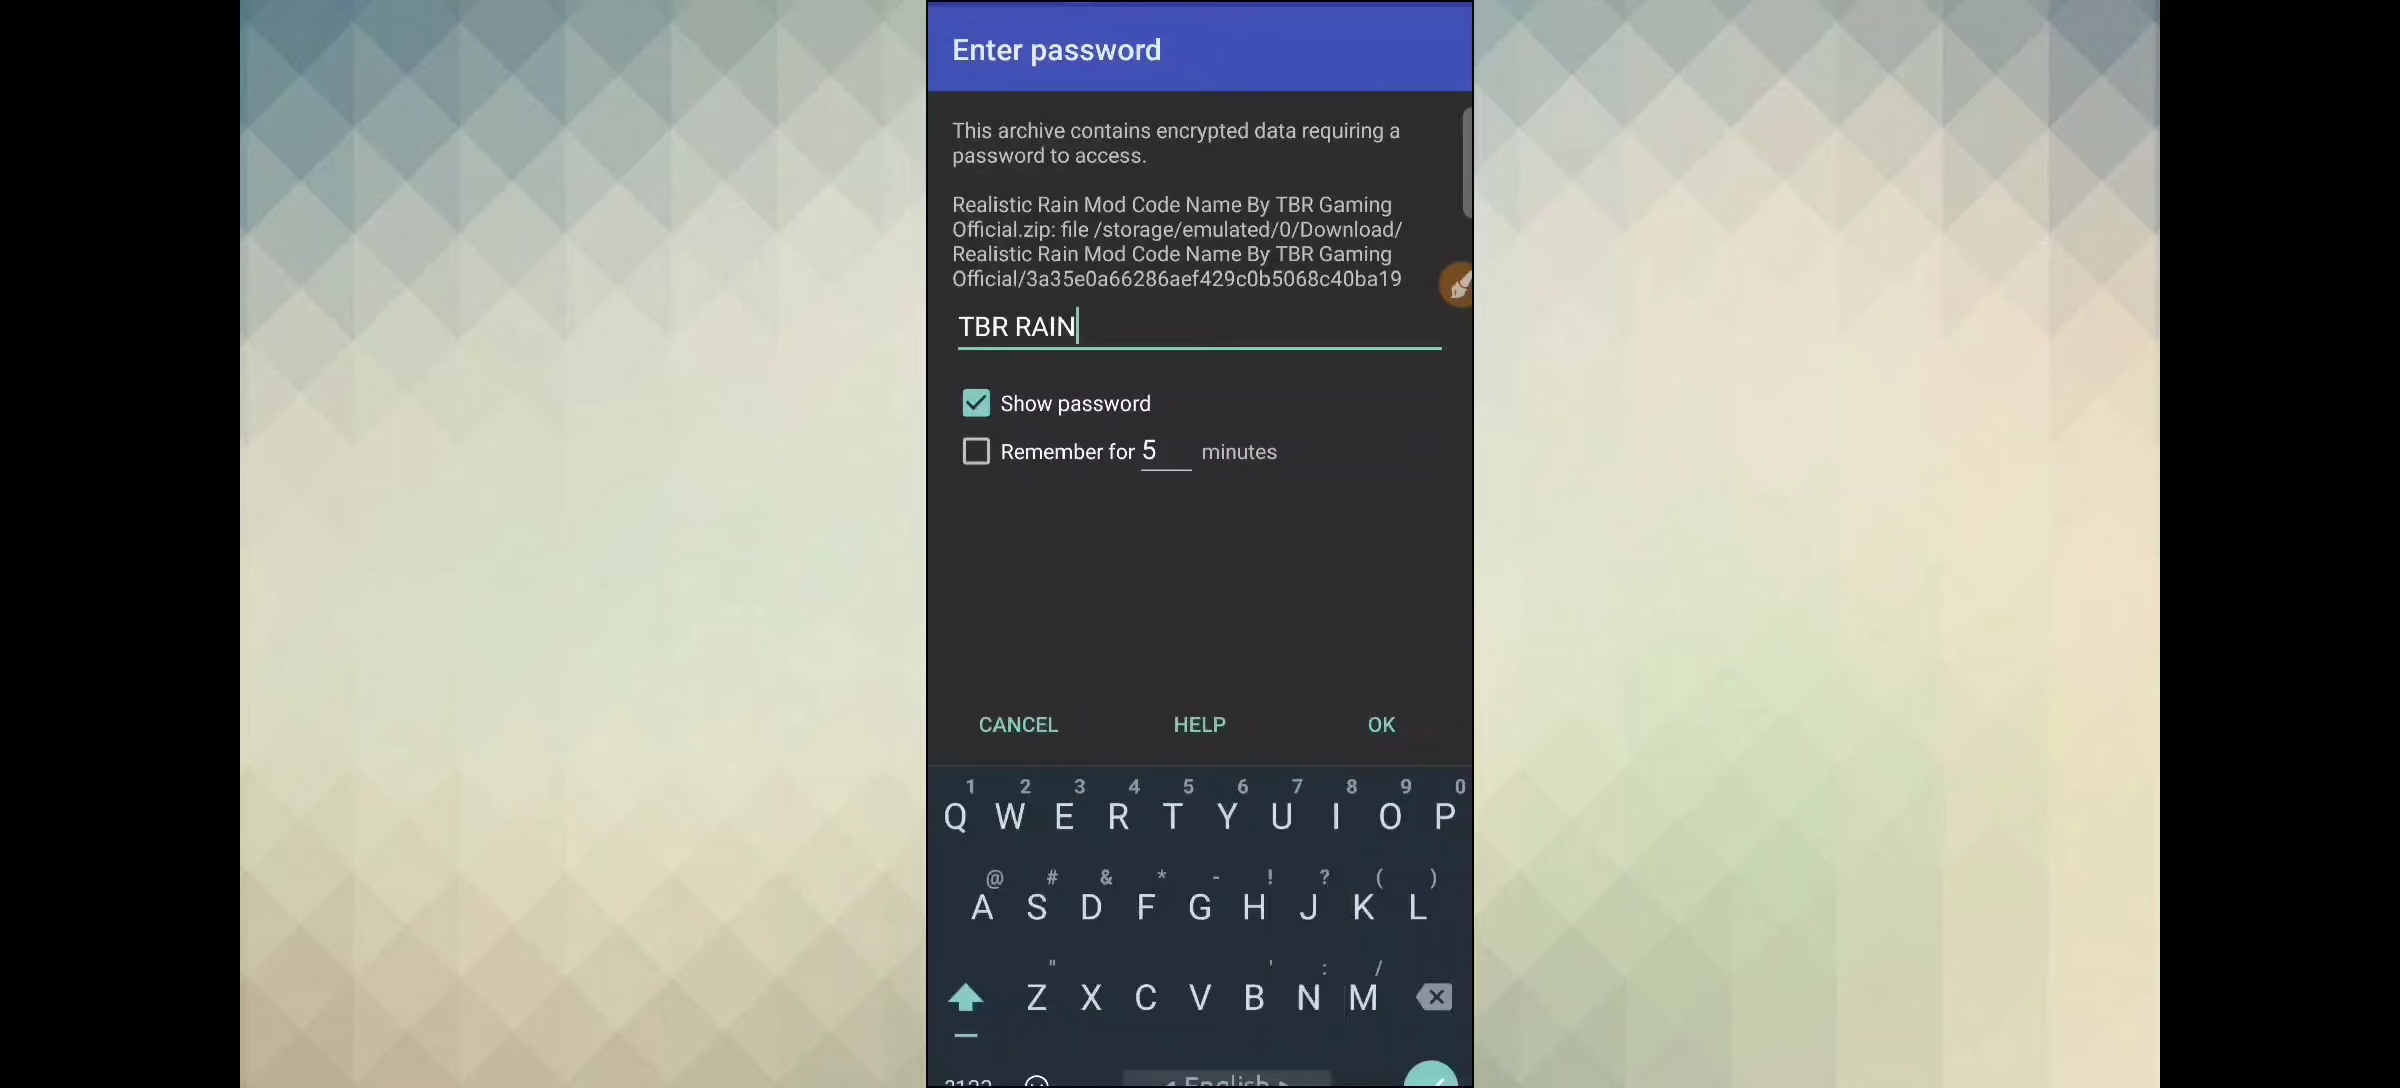 Enter password
This archive contains encrypted data requiring a
password to access.
Realistic Rain Mod Code Name By TBR Gaming
Official.zip: file /storage/emulated/0/Download/
Realistic Rain Mod Code Name By TBR Gaming
Official/3a35e0a66286aef429c0b5068c40ba19
TBR RAIN
Show password
Remember for 5 minutes
CANCEL HELP OK
1 2 3 4 5 6 7 8 9 0
Q W E R T Y U I O P
@ # & * - ! ? ( )
A S D F G H J K L
" ' : /
Z X C V B N M
English